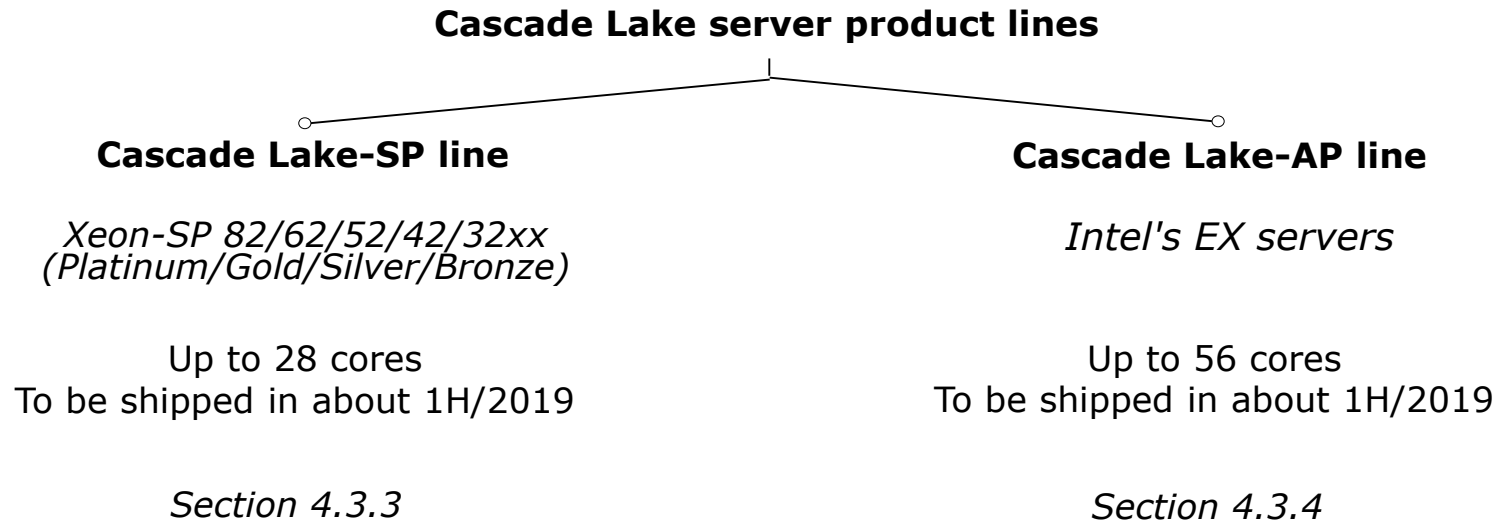 Cascade Lake server product lines
Cascade Lake-SP line
Xeon-SP 82/62/52/42/32xx
(Platinum/Gold/Silver/Bronze)
Up to 28 cores
To be shipped in about 1H/2019
Section 4.3.3
Cascade Lake-AP line
Intel's EX servers
Up to 56 cores
To be shipped in about 1H/2019
Section 4.3.4